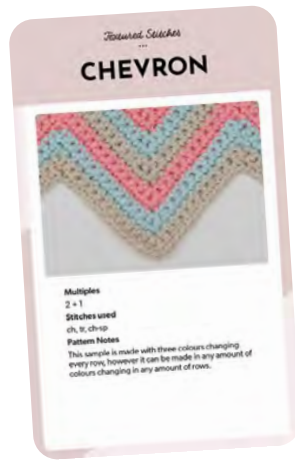 Textured Stitches
CHEVRON
Multiples
2 + 1
Stitches used
ch, tr, ch-sp
Pattern Notes
This sample is made with three colours changing
every row, however it can be made in any amount of
colours changing in any amount of rows.